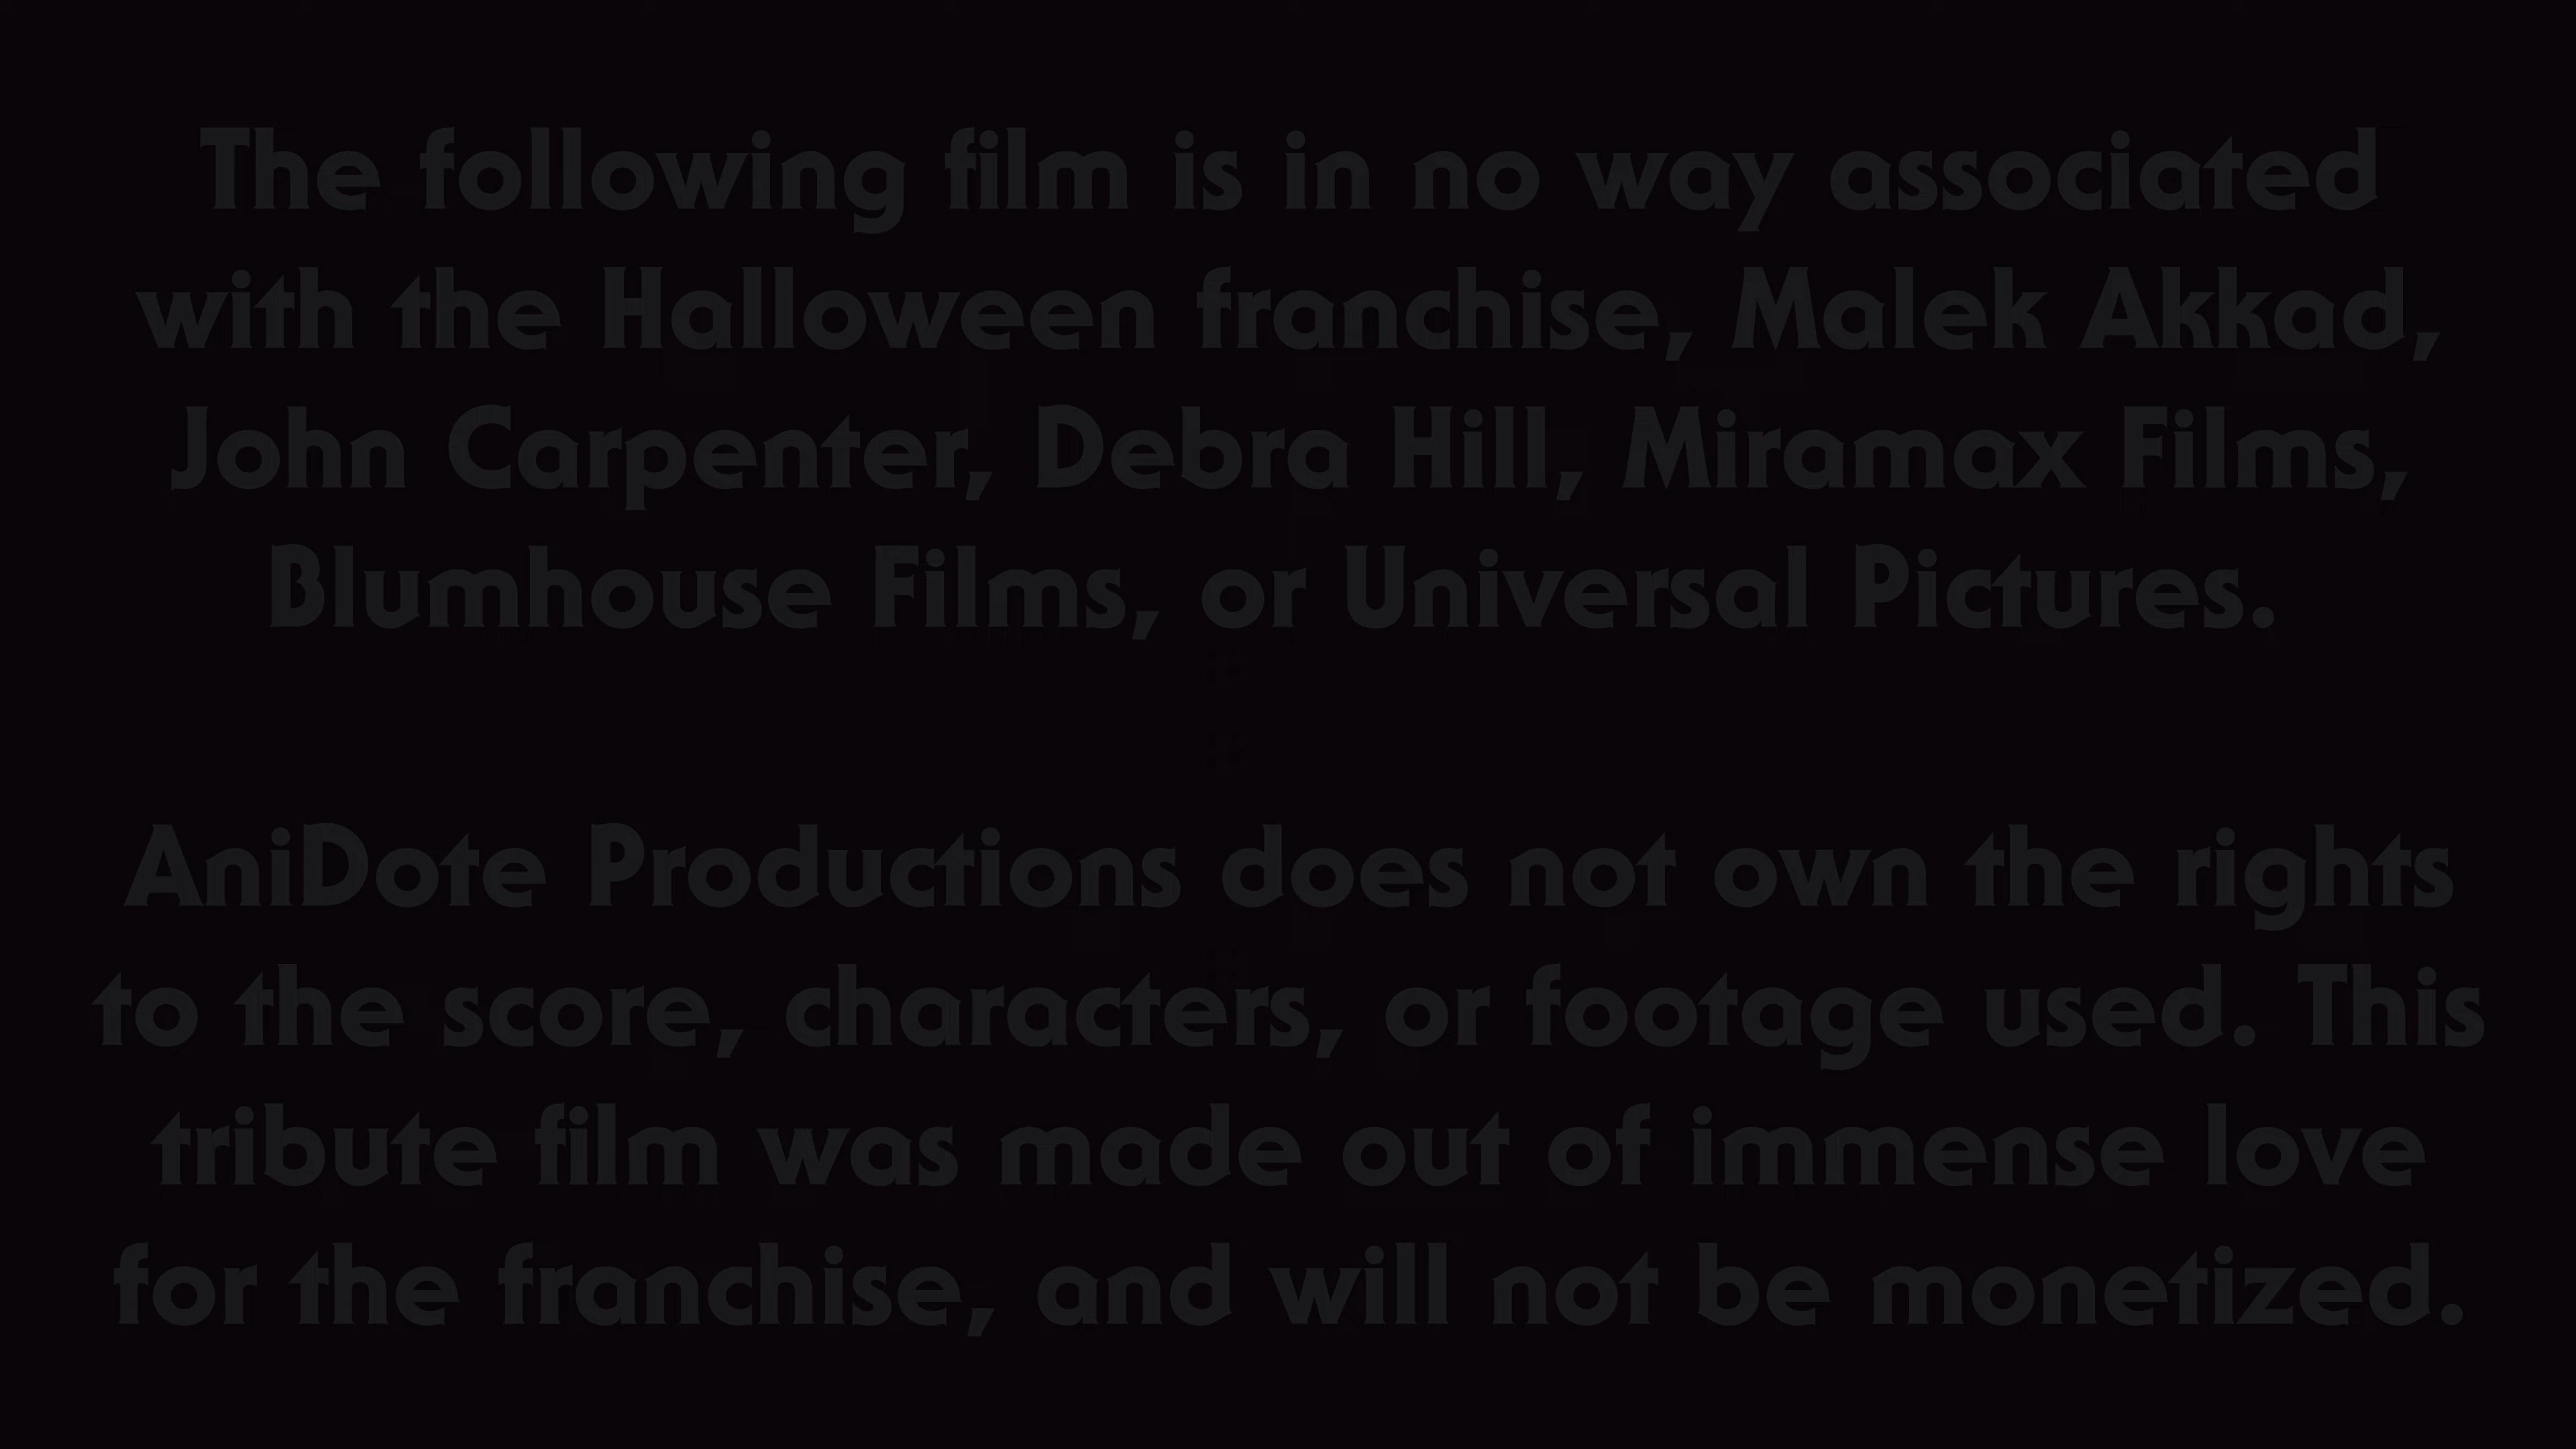 The following film is in no way associated
with the Halloween franchise, Malek Akkad,
John Carpenter, Debra Hill, Miramax Films,
Blumhouse Films, or Universal Pictures.
AniDote Productions does not own the rights
to the score, characters, or footage used. This
tribute film was made out of immense love
for the franchise, and will not be monetized.